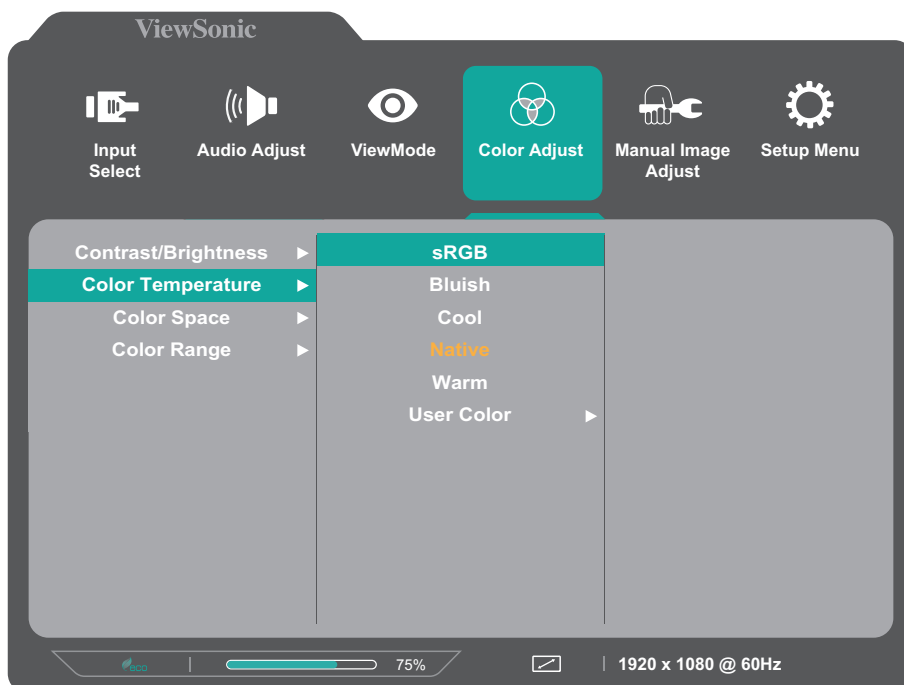 ViewSonic
Input
Select
Audio Adjust
ViewMode
Color Adjust
Manual Image
Adjust
Setup Menu
Contrast/Brightness
Color Temperature
Color Space
Color Range
sRGB
Bluish
Cool
Native
Warm
User Color
eco
75%
1920 x 1080 @ 60Hz